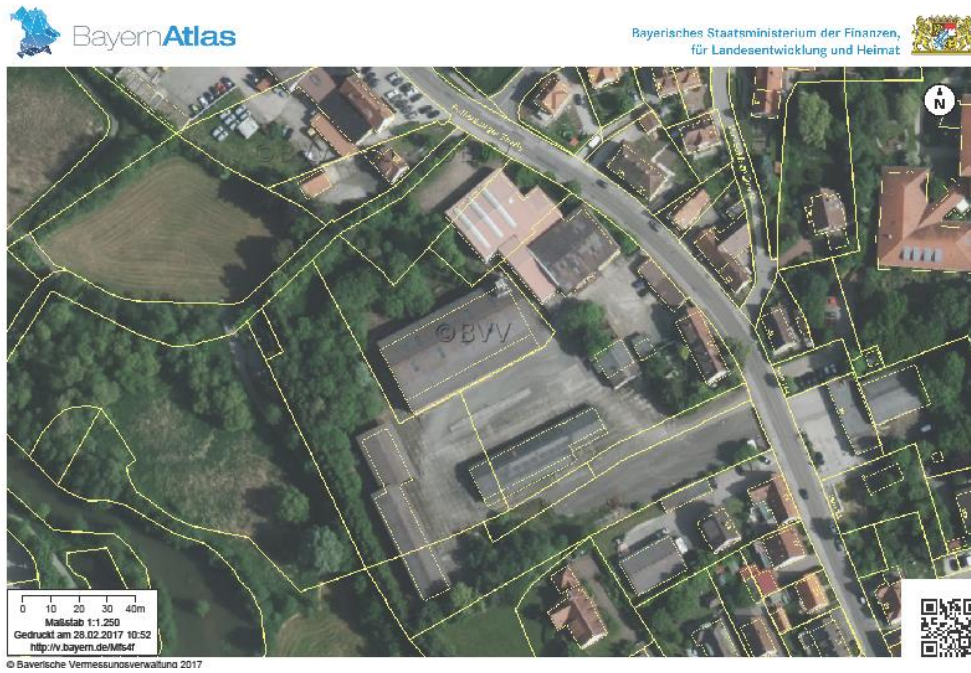 BayernAtlas
Bayerisches Staatsministerium der Finanzen,
für Landesentwicklung und Heimat
N
©BVV
0 10 20 30 40m
Maßstab 1:1.250
Gedruckt am 28.02.2017 10:52
http://v.bayern.de/Mfs4f
© Bayerische Vermessungsverwaltung 2017